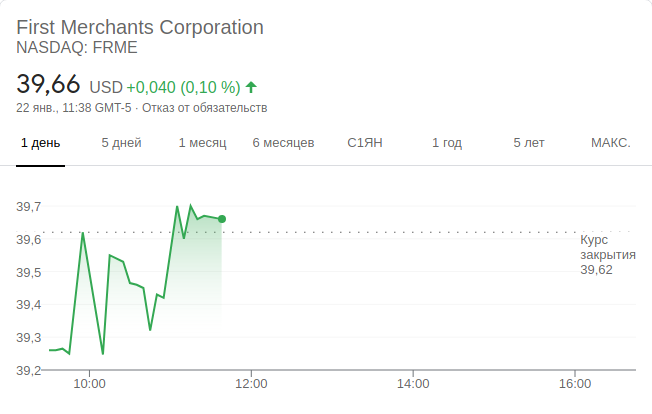 First Merchants Corporation
NASDAQ: FRME
39,66 USD +0,040 (0,10 %)
22 янв., 11:38 GMT-5 · Отказ от обязательств
1 день 5 дней 1 месяц 6 месяцев С1ЯН 1 год 5 лет МАКС.
39,7
39,6
39,5
39,4
39,3
39,2
Курс
закрытия
39,62
10:00 12:00 14:00 16:00